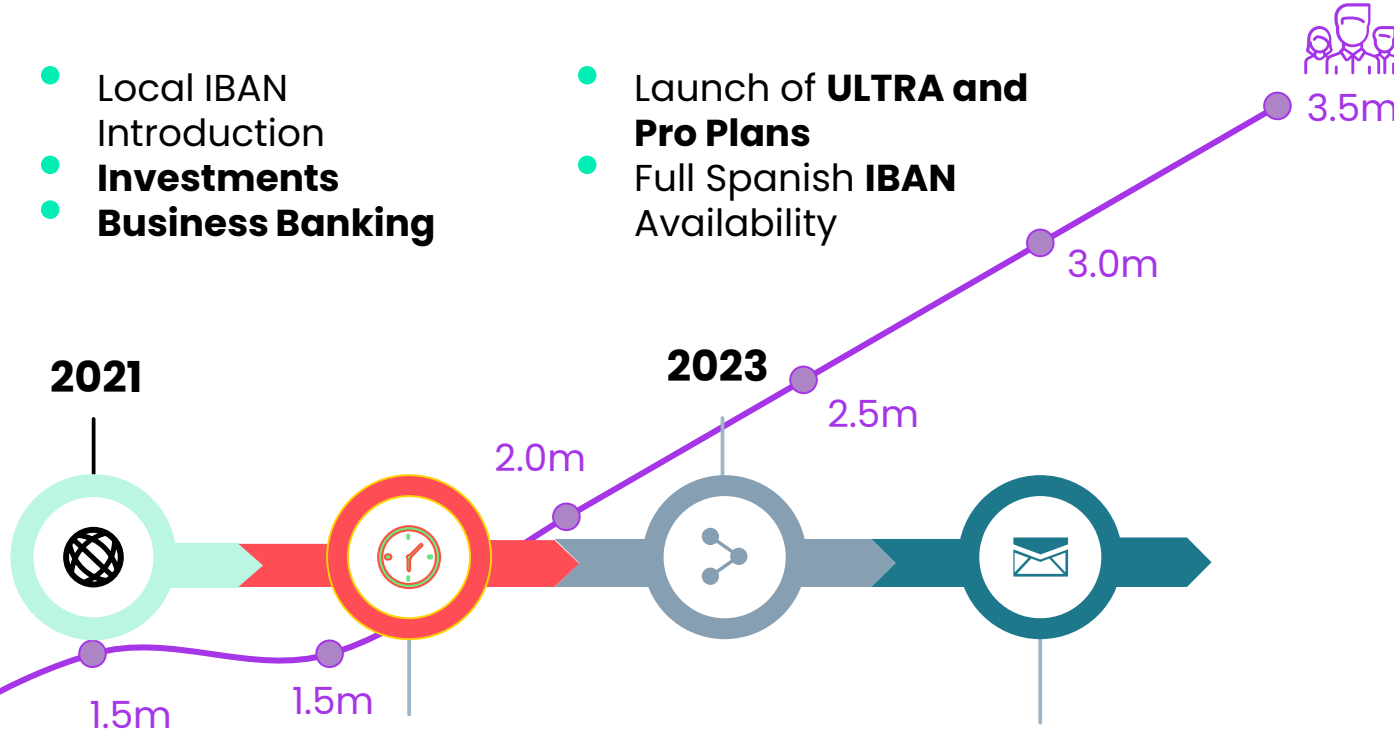 Local IBAN
Introduction
Investments
Business Banking
Launch of ULTRA and
Pro Plans
Full Spanish IBAN
Availability
3.5m
3.0m
2021
2023
2.5m
2.0m
1.5m
1.5m